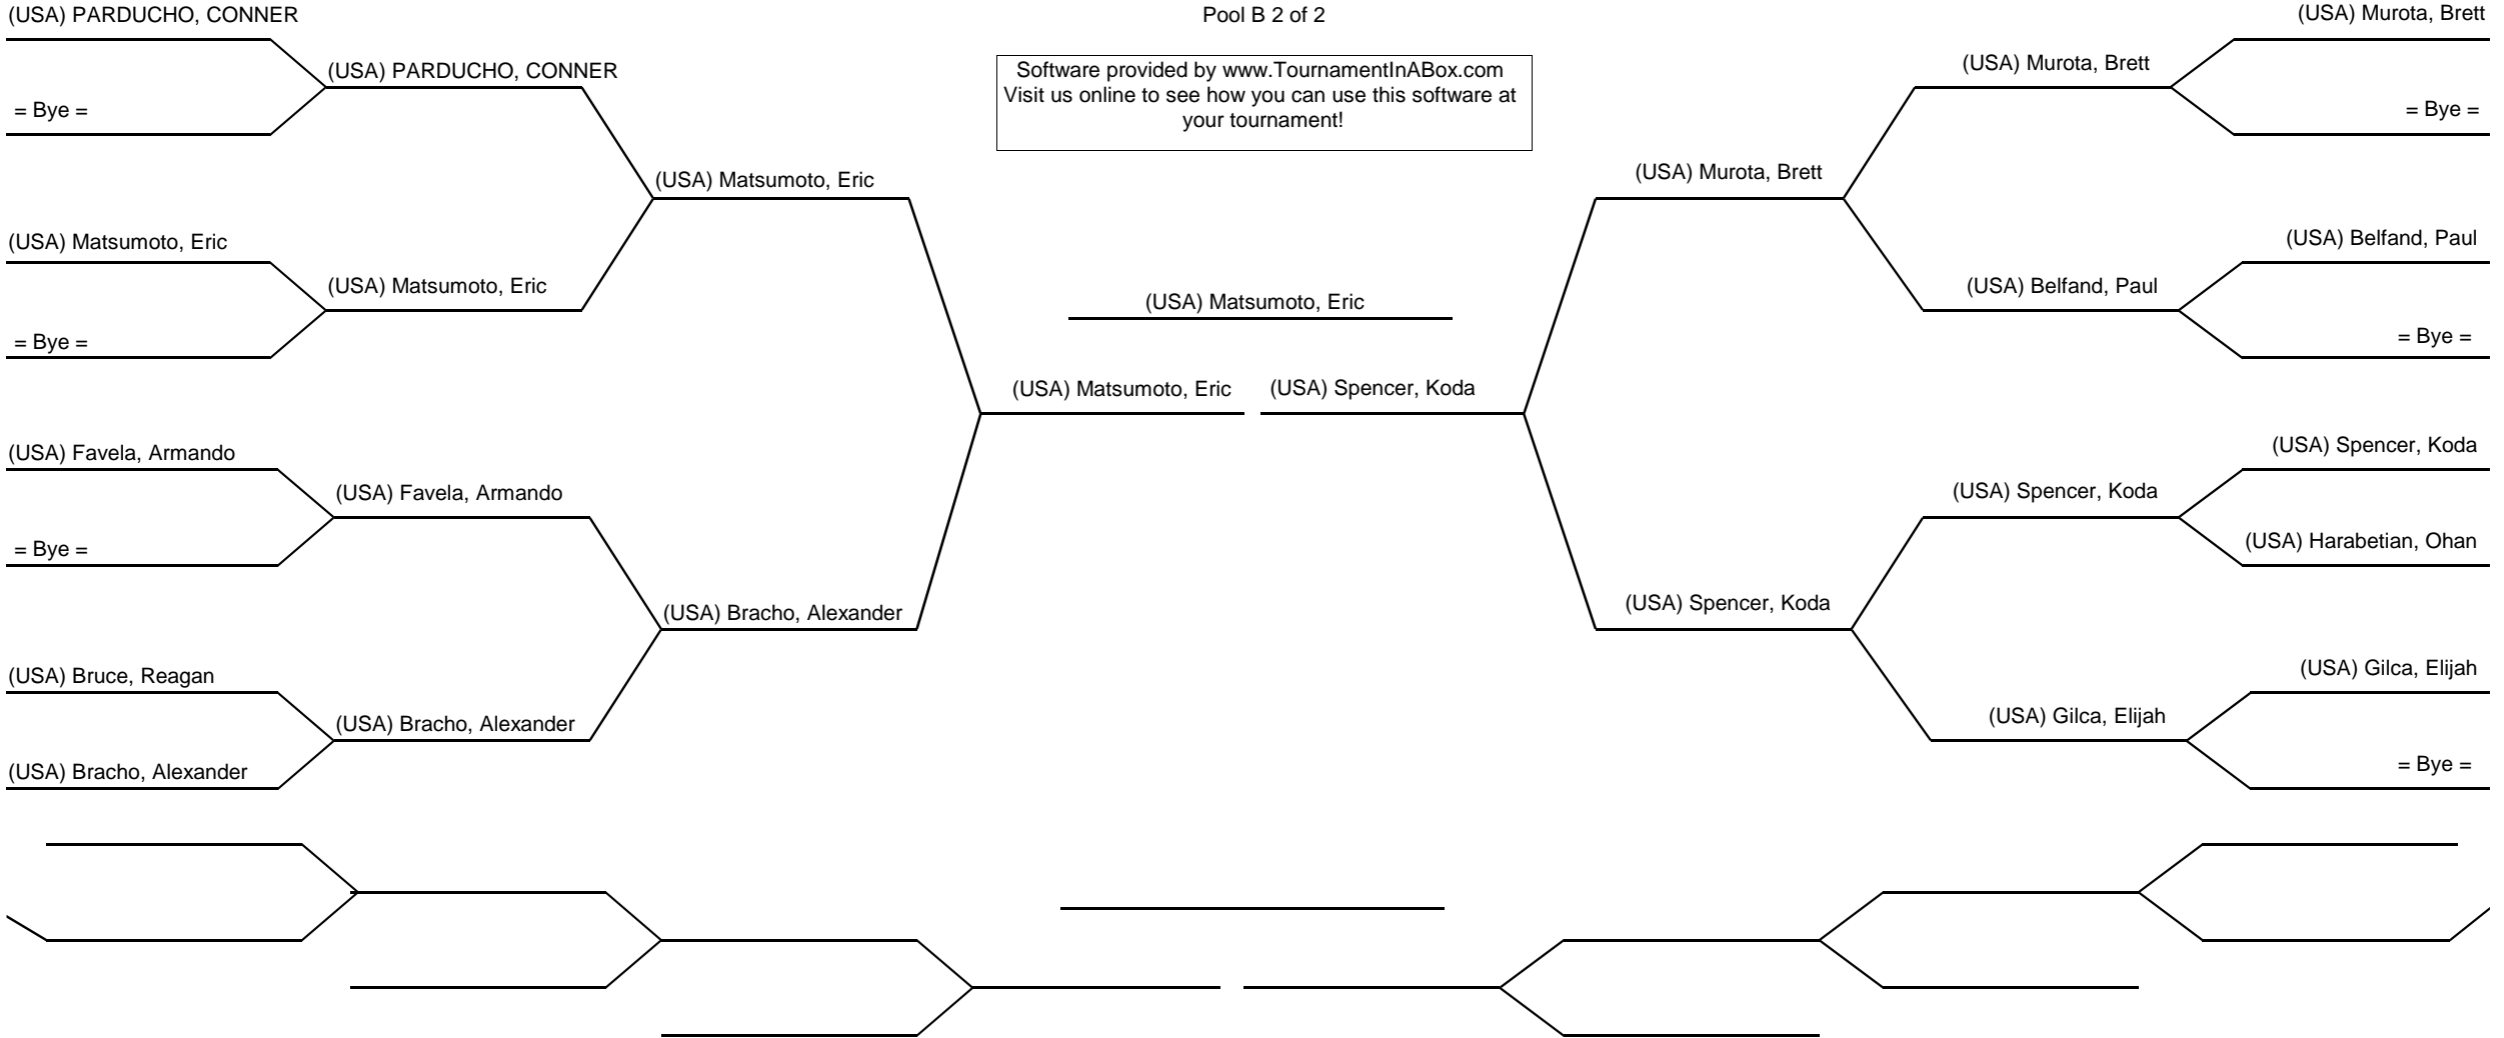 Pool B 2 of 2
Software provided by www.TournamentInABox.com
Visit us online to see how you can use this software at
your tournament!
(USA) PARDUCHO, CONNER
= Bye =
(USA) Matsumoto, Eric
= Bye =
(USA) Favela, Armando
= Bye =
(USA) Bruce, Reagan
(USA) Bracho, Alexander
(USA) PARDUCHO, CONNER
(USA) Matsumoto, Eric
(USA) Favela, Armando
(USA) Bracho, Alexander
(USA) Matsumoto, Eric
(USA) Bracho, Alexander
(USA) Matsumoto, Eric
(USA) Matsumoto, Eric
(USA) Spencer, Koda
(USA) Murota, Brett
(USA) Spencer, Koda
(USA) Murota, Brett
(USA) Belfand, Paul
(USA) Spencer, Koda
(USA) Gilca, Elijah
(USA) Murota, Brett
= Bye =
(USA) Belfand, Paul
= Bye =
(USA) Spencer, Koda
(USA) Harabetian, Ohan
(USA) Gilca, Elijah
= Bye =